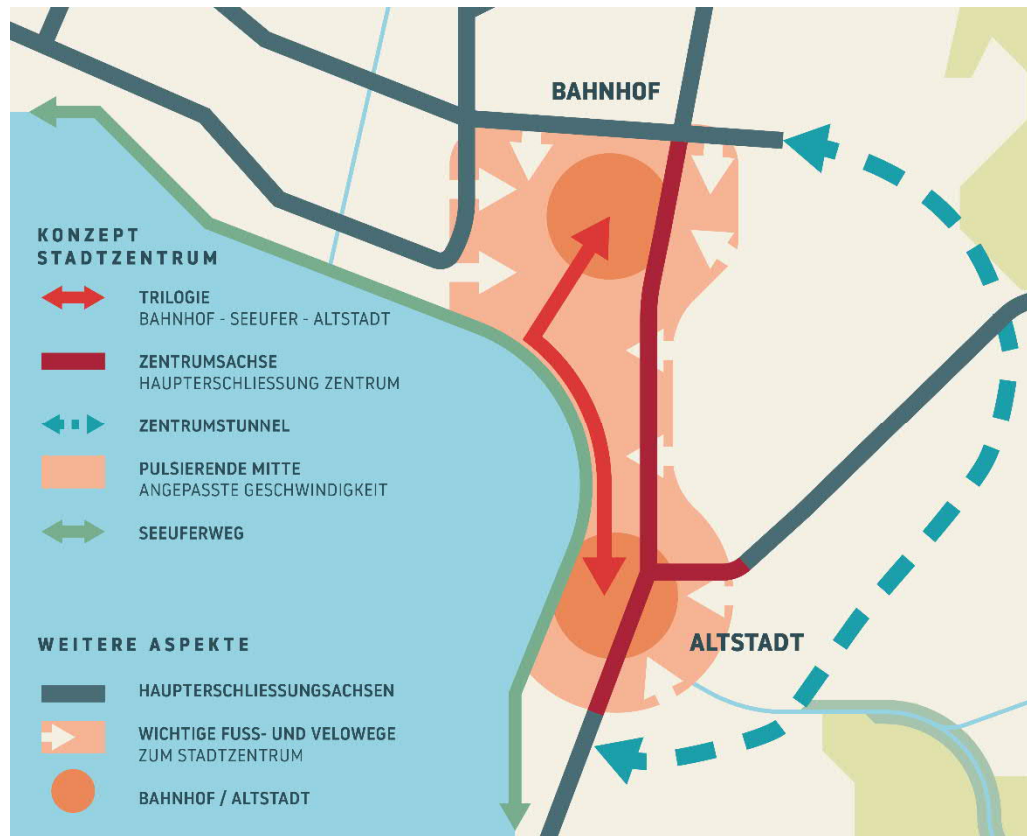 BAHNHOF
KONZEPT
STADTZENTRUM
TRILOGIE
BAHNHOF - SEEUFER - ALTSTADT
ZENTRUMSACHSE
HAUPTERSCHLIESSUNG ZENTRUM
ZENTRUMSTUNNEL
PULSIERENDE MITTE
ANGEPASSTE GESCHWINDIGKEIT
SEEUFERWEG
ALTSTADT
WEITERE ASPEKTE
HAUPTERSCHLIESSUNGSACHSEN
WICHTIGE FUSS- UND VELOWEGE
ZUM STADTZENTRUM
BAHNHOF / ALTSTADT